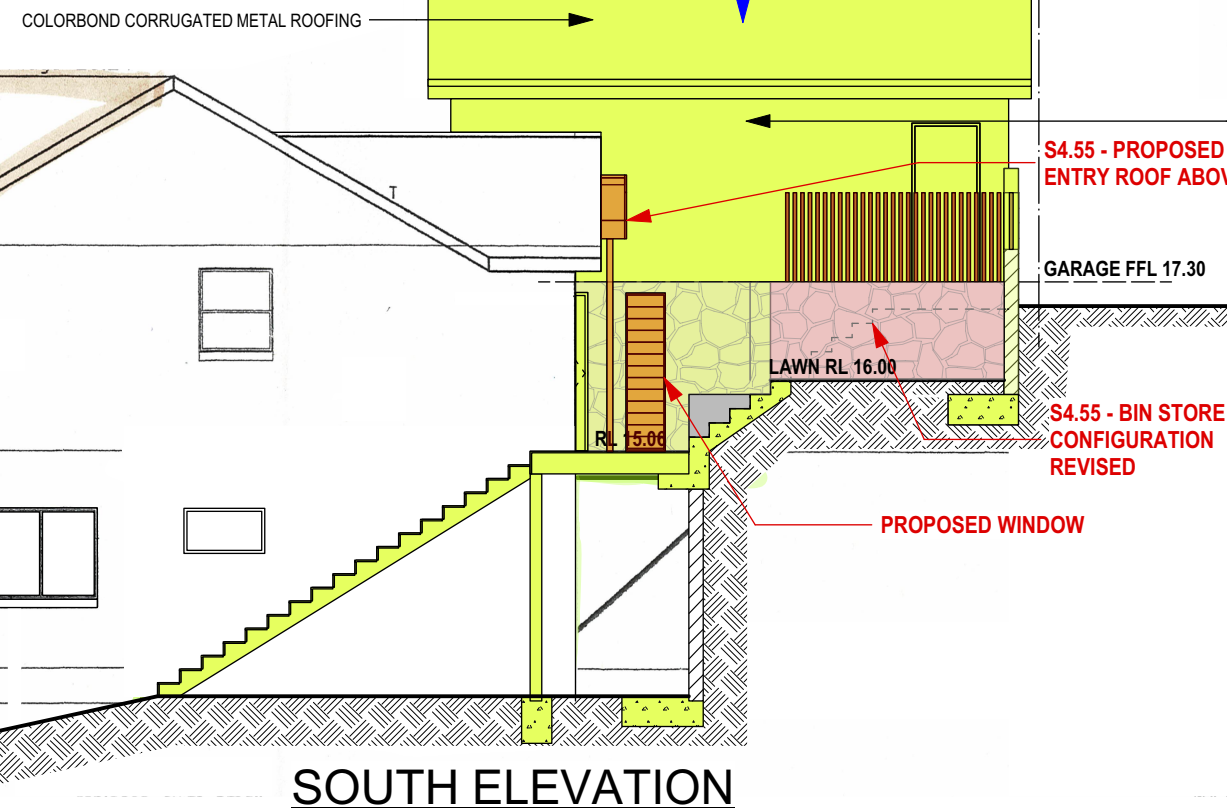 COLORBOND CORRUGATED METAL ROOFING
S4.55 - PROPOSED
ENTRY ROOF
T
GARAGE FFL 17.30
LAWN RL 16.00
S4.55 - BIN STORE
CONFIGURATION
REVISED
RL 15.06
PROPOSED WINDOW
SOUTH ELEVATION